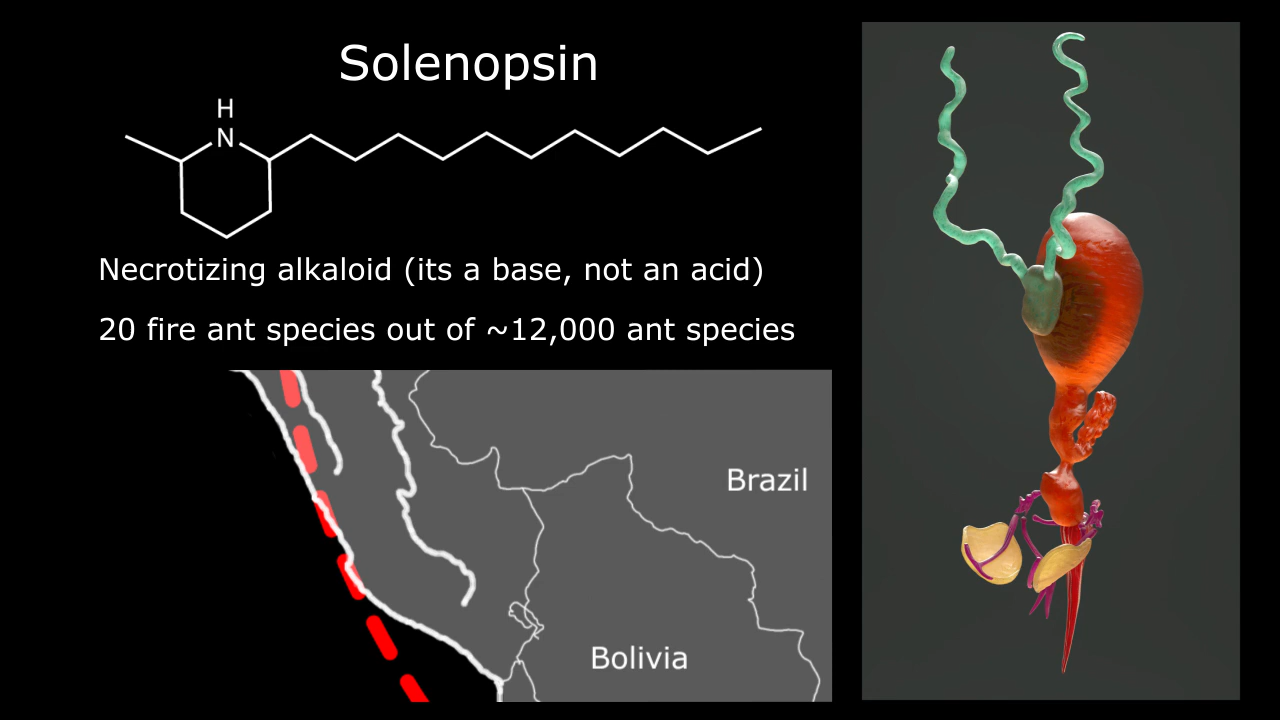 Solenopsin
H
N
Necrotizing alkaloid (its a base, not an acid)
20 fire ant species out of ~12,000 ant species
Brazil
Bolivia